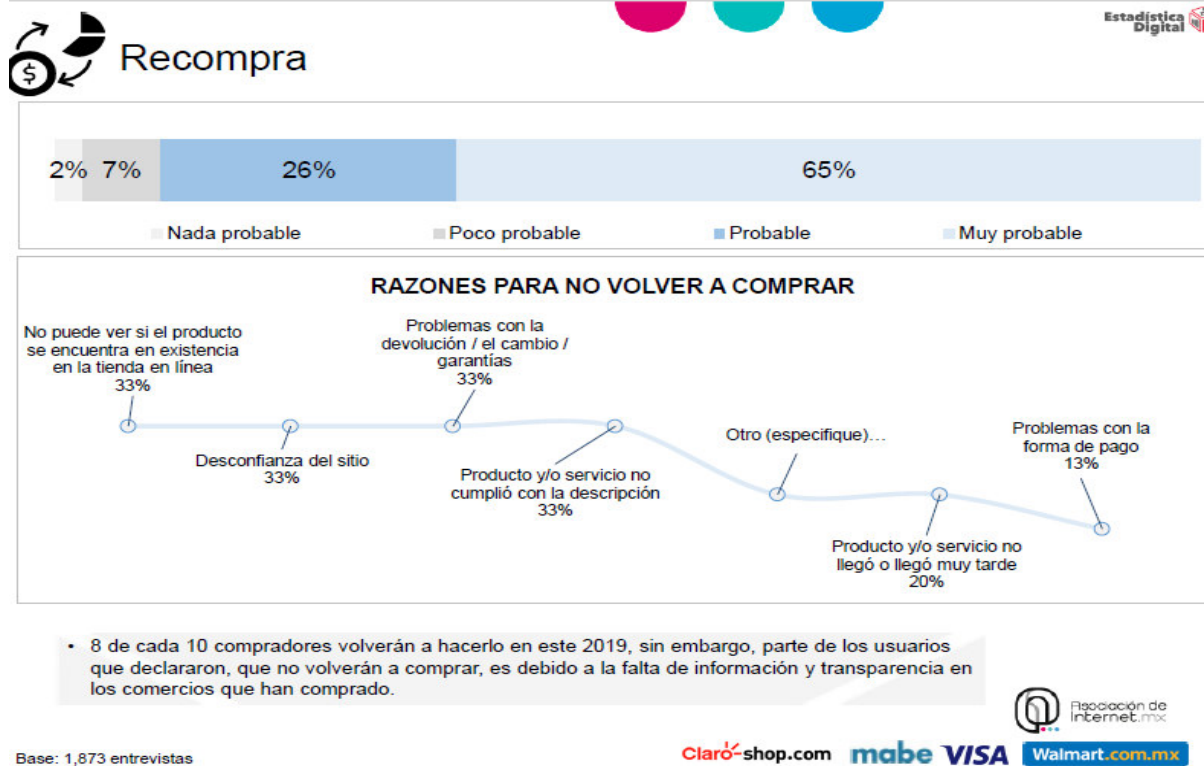 Estadística
Digital
Recompra
2% 7% 26% 65%
Nada probable Poco probable Probable Muy probable
RAZONES PARA NO VOLVER A COMPRAR
No puede ver si el producto
se encuentra en existencia
en la tienda en línea
33%
Desconfianza del sitio
33%
Problemas con la
devolución / el cambio /
garantías
33%
Producto y/o servicio no
cumplió con la descripción
33%
Otro (especifique)…
Producto y/o servicio no
llegó o llegó muy tarde
20%
Problemas con la
forma de pago
13%
• 8 de cada 10 compradores volverán a hacerlo en este 2019, sin embargo, parte de los usuarios
que declararon, que no volverán a comprar, es debido a la falta de información y transparencia en
los comercios que han comprado.
Asociación de
Internet.mx
Base: 1,873 entrevistas
Claro-shop.com mabe VISA Walmart.com.mx